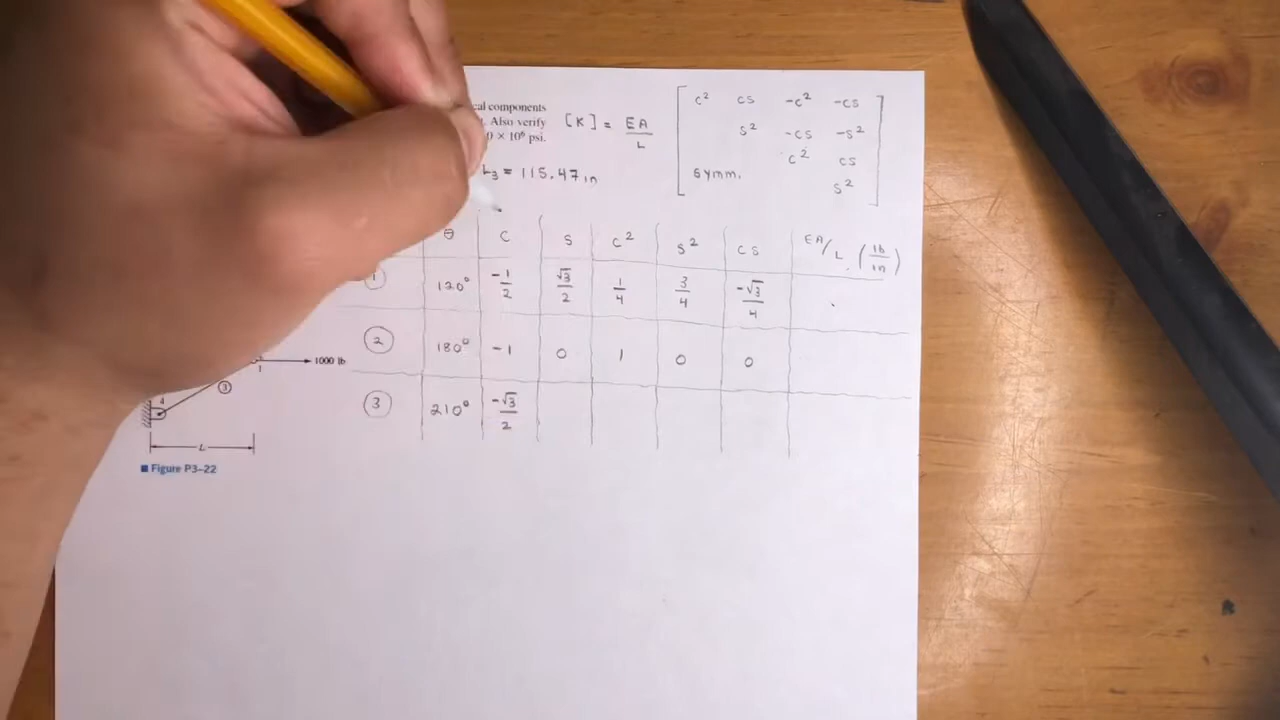 cal components
. Also verify
0 × 10⁶ psi.
[K] = EA/L
c² cs -c² -cs
s² -cs -s²
c² cs
symm. s²
L₃ = 115.47 in
θ C S C² S² CS EA/L (lb/in)
1 120° -1/2 √3/2 1/4 3/4 -√3/4
2 180° -1 0 1 0 0
3 210° -√3/2
1000 lb
1
3
4
L
■ Figure P3–22